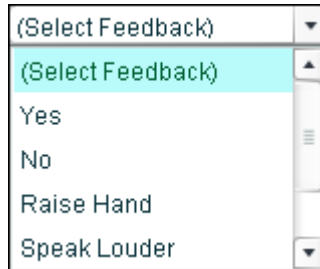 (Select Feedback)
(Select Feedback)
Yes
No
Raise Hand
Speak Louder